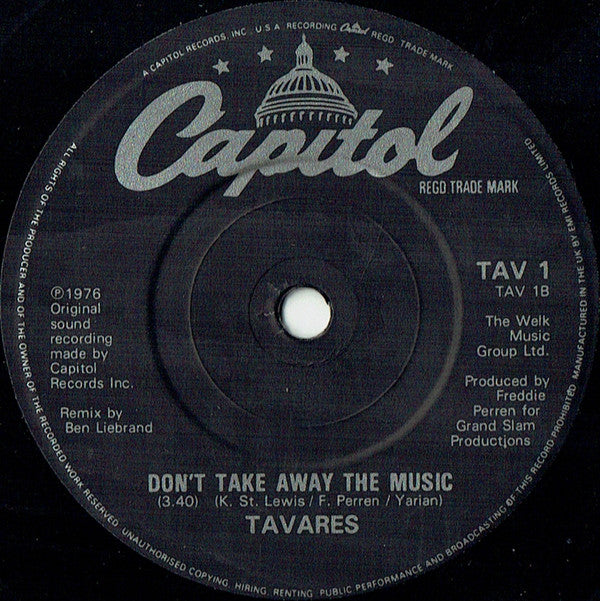 A CAPITOL RECORDS, INC., U.S.A RECORDING Capitol REGD TRADE MARK
Capitol
REGD TRADE MARK
TAV 1
TAV 1B
℗1976
Original
sound
recording
made by
Capitol
Records Inc.
Remix by
Ben Liebrand
The Welk
Music
Group Ltd.
Produced by
Freddie
Perren for
Grand Slam
Productions
DON'T TAKE AWAY THE MUSIC
(3.40) (K. St. Lewis / F. Perren / Yarian)
TAVARES
ALL RIGHTS OF THE PRODUCER AND OF THE OWNER OF THE RECORDED WORK RESERVED. UNAUTHORISED COPYING, HIRING, RENTING, PUBLIC PERFORMANCE AND BROADCASTING OF THIS RECORD PROHIBITED. MANUFACTURED IN THE UK BY EMI RECORDS LIMITED